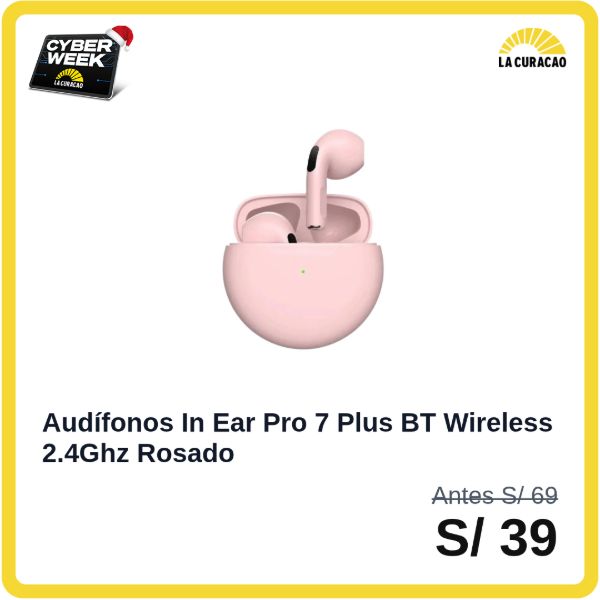 CYBER
WEEK
LA CURACAO
LA CURACAO
Audífonos In Ear Pro 7 Plus BT Wireless
2.4Ghz Rosado
Antes S/ 69
S/ 39